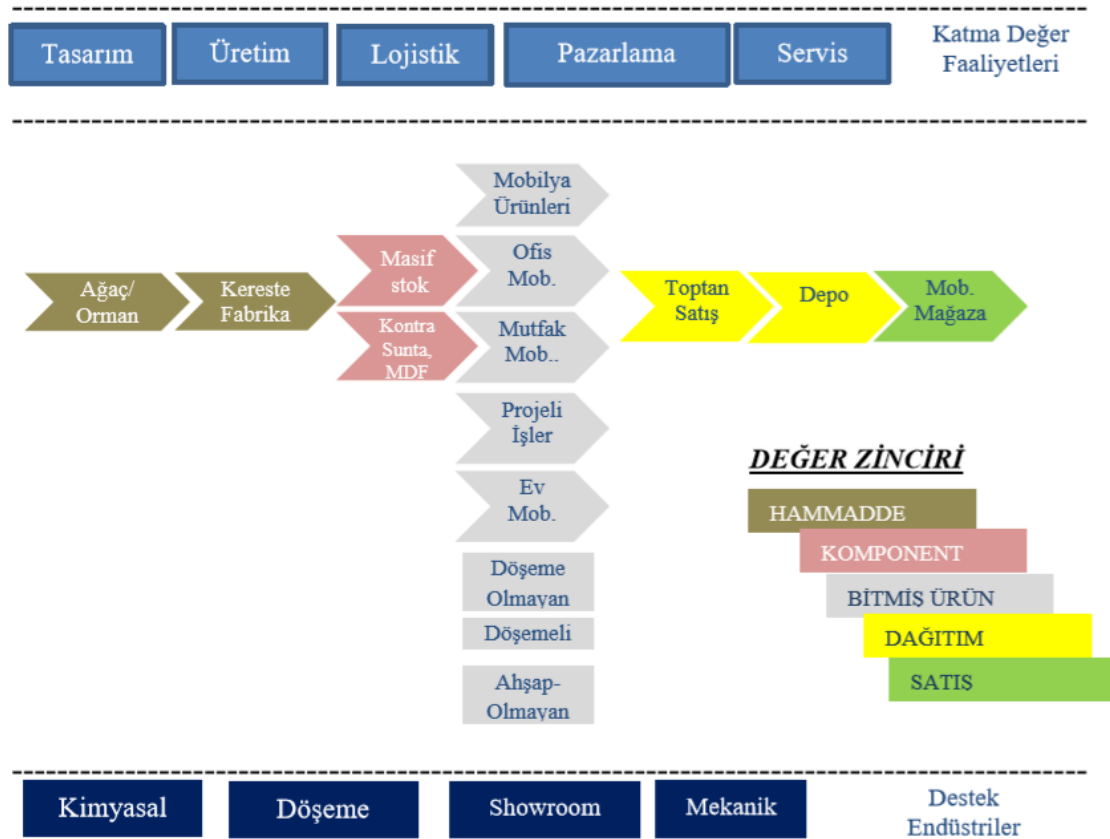 Tasarım
Üretim
Lojistik
Pazarlama
Servis
Katma Değer
Faaliyetleri
Mobilya
Ürünleri
Ağaç/
Orman
Kereste
Fabrika
Masif
stok
Kontra
Sunta,
MDF
Ofis
Mob.
Mutfak
Mob..
Projeli
İşler
Ev
Mob.
Döşeme
Olmayan
Döşemeli
Ahşap-
Olmayan
Toptan
Satış
Depo
Mob.
Mağaza
DEĞER ZİNCİRİ
HAMMADDE
KOMPONENT
BİTMİŞ ÜRÜN
DAĞITIM
SATIŞ
Kimyasal
Döşeme
Showroom
Mekanik
Destek
Endüstriler